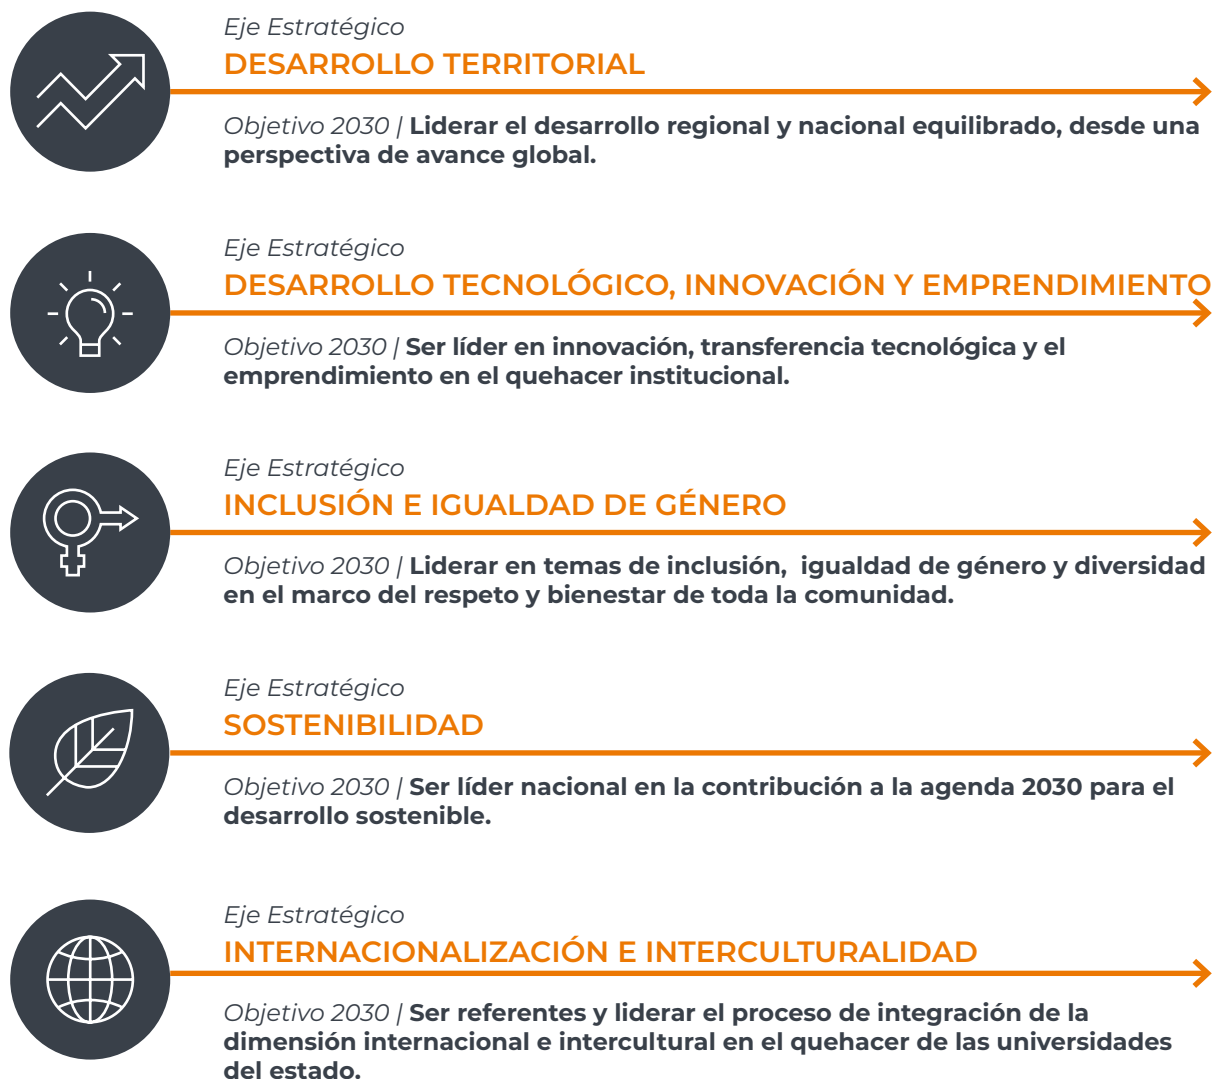 Eje Estratégico
DESARROLLO TERRITORIAL
Objetivo 2030 | Liderar el desarrollo regional y nacional equilibrado, desde una
perspectiva de avance global.
Eje Estratégico
DESARROLLO TECNOLÓGICO, INNOVACIÓN Y EMPRENDIMIENTO
Objetivo 2030 | Ser líder en innovación, transferencia tecnológica y el
emprendimiento en el quehacer institucional.
Eje Estratégico
INCLUSIÓN E IGUALDAD DE GÉNERO
Objetivo 2030 | Liderar en temas de inclusión,  igualdad de género y diversidad
en el marco del respeto y bienestar de toda la comunidad.
Eje Estratégico
SOSTENIBILIDAD
Objetivo 2030 | Ser líder nacional en la contribución a la agenda 2030 para el
desarrollo sostenible.
Eje Estratégico
INTERNACIONALIZACIÓN E INTERCULTURALIDAD
Objetivo 2030 | Ser referentes y liderar el proceso de integración de la
dimensión internacional e intercultural en el quehacer de las universidades
del estado.